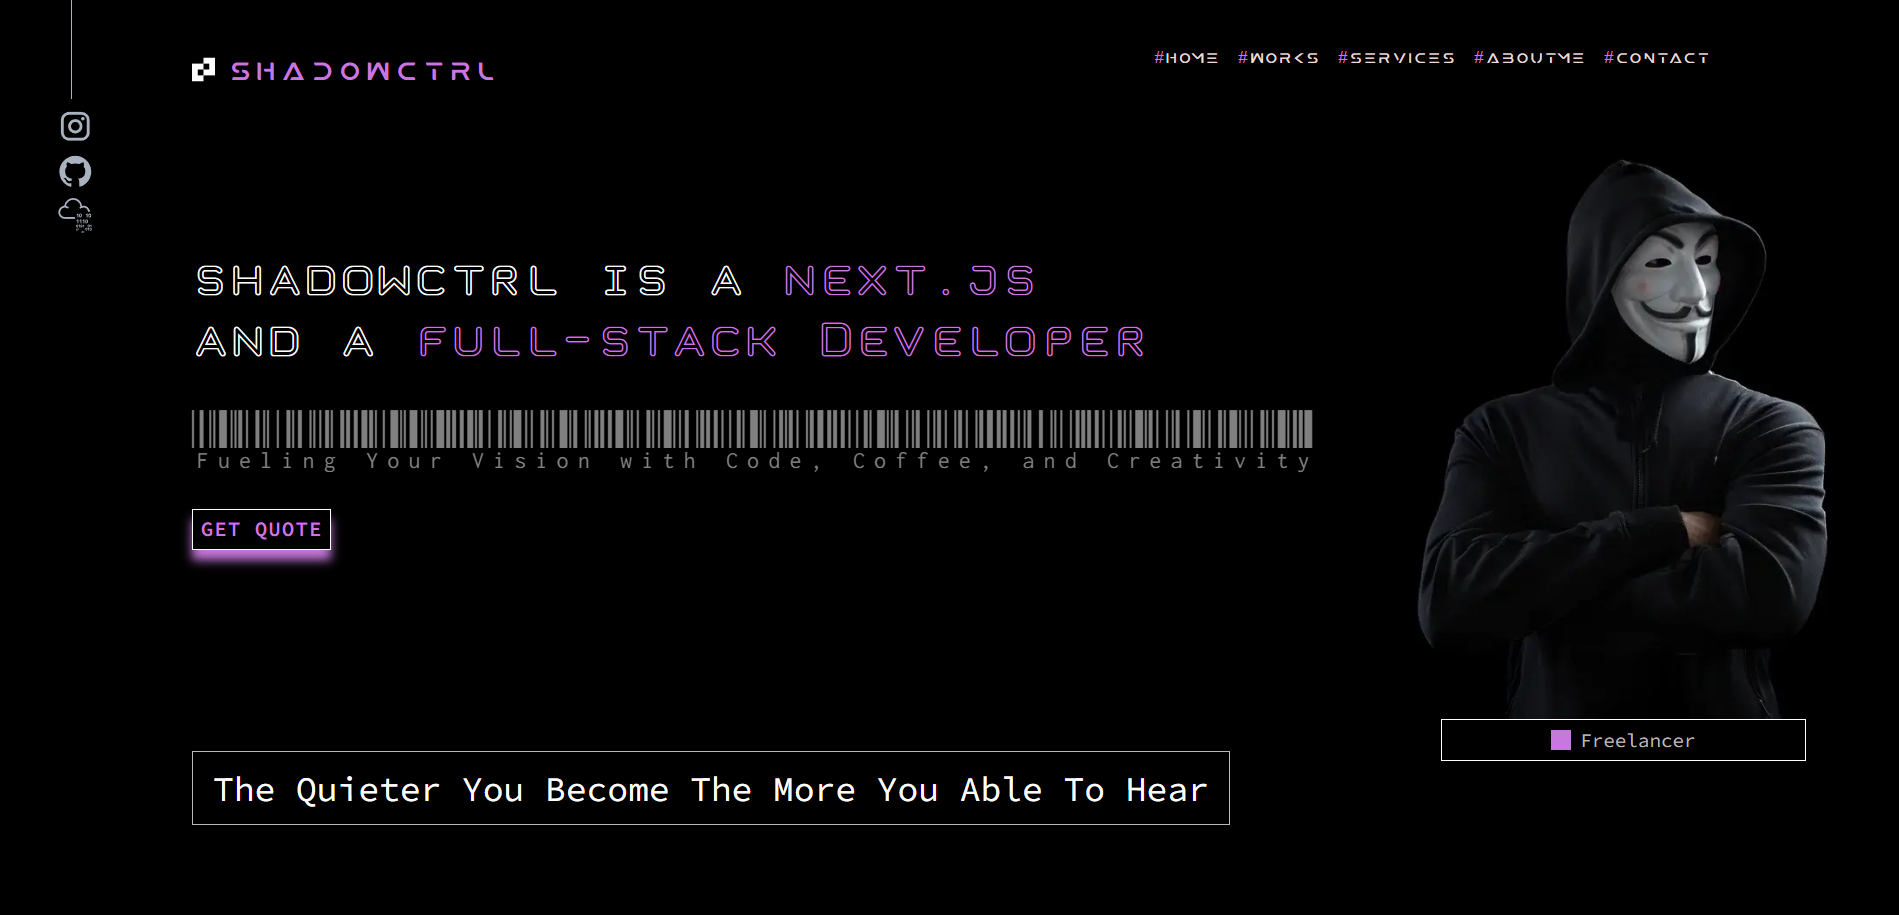 SHADOWCTRL
#HOME #WORKS #SERVICES #ABOUTME #CONTACT
SHADOWCTRL IS A NEXT.JS
AND A FULL-STACK DEVELOPER
Fueling Your Vision with Code, Coffee, and Creativity
GET QUOTE
Freelancer
The Quieter You Become The More You Able To Hear